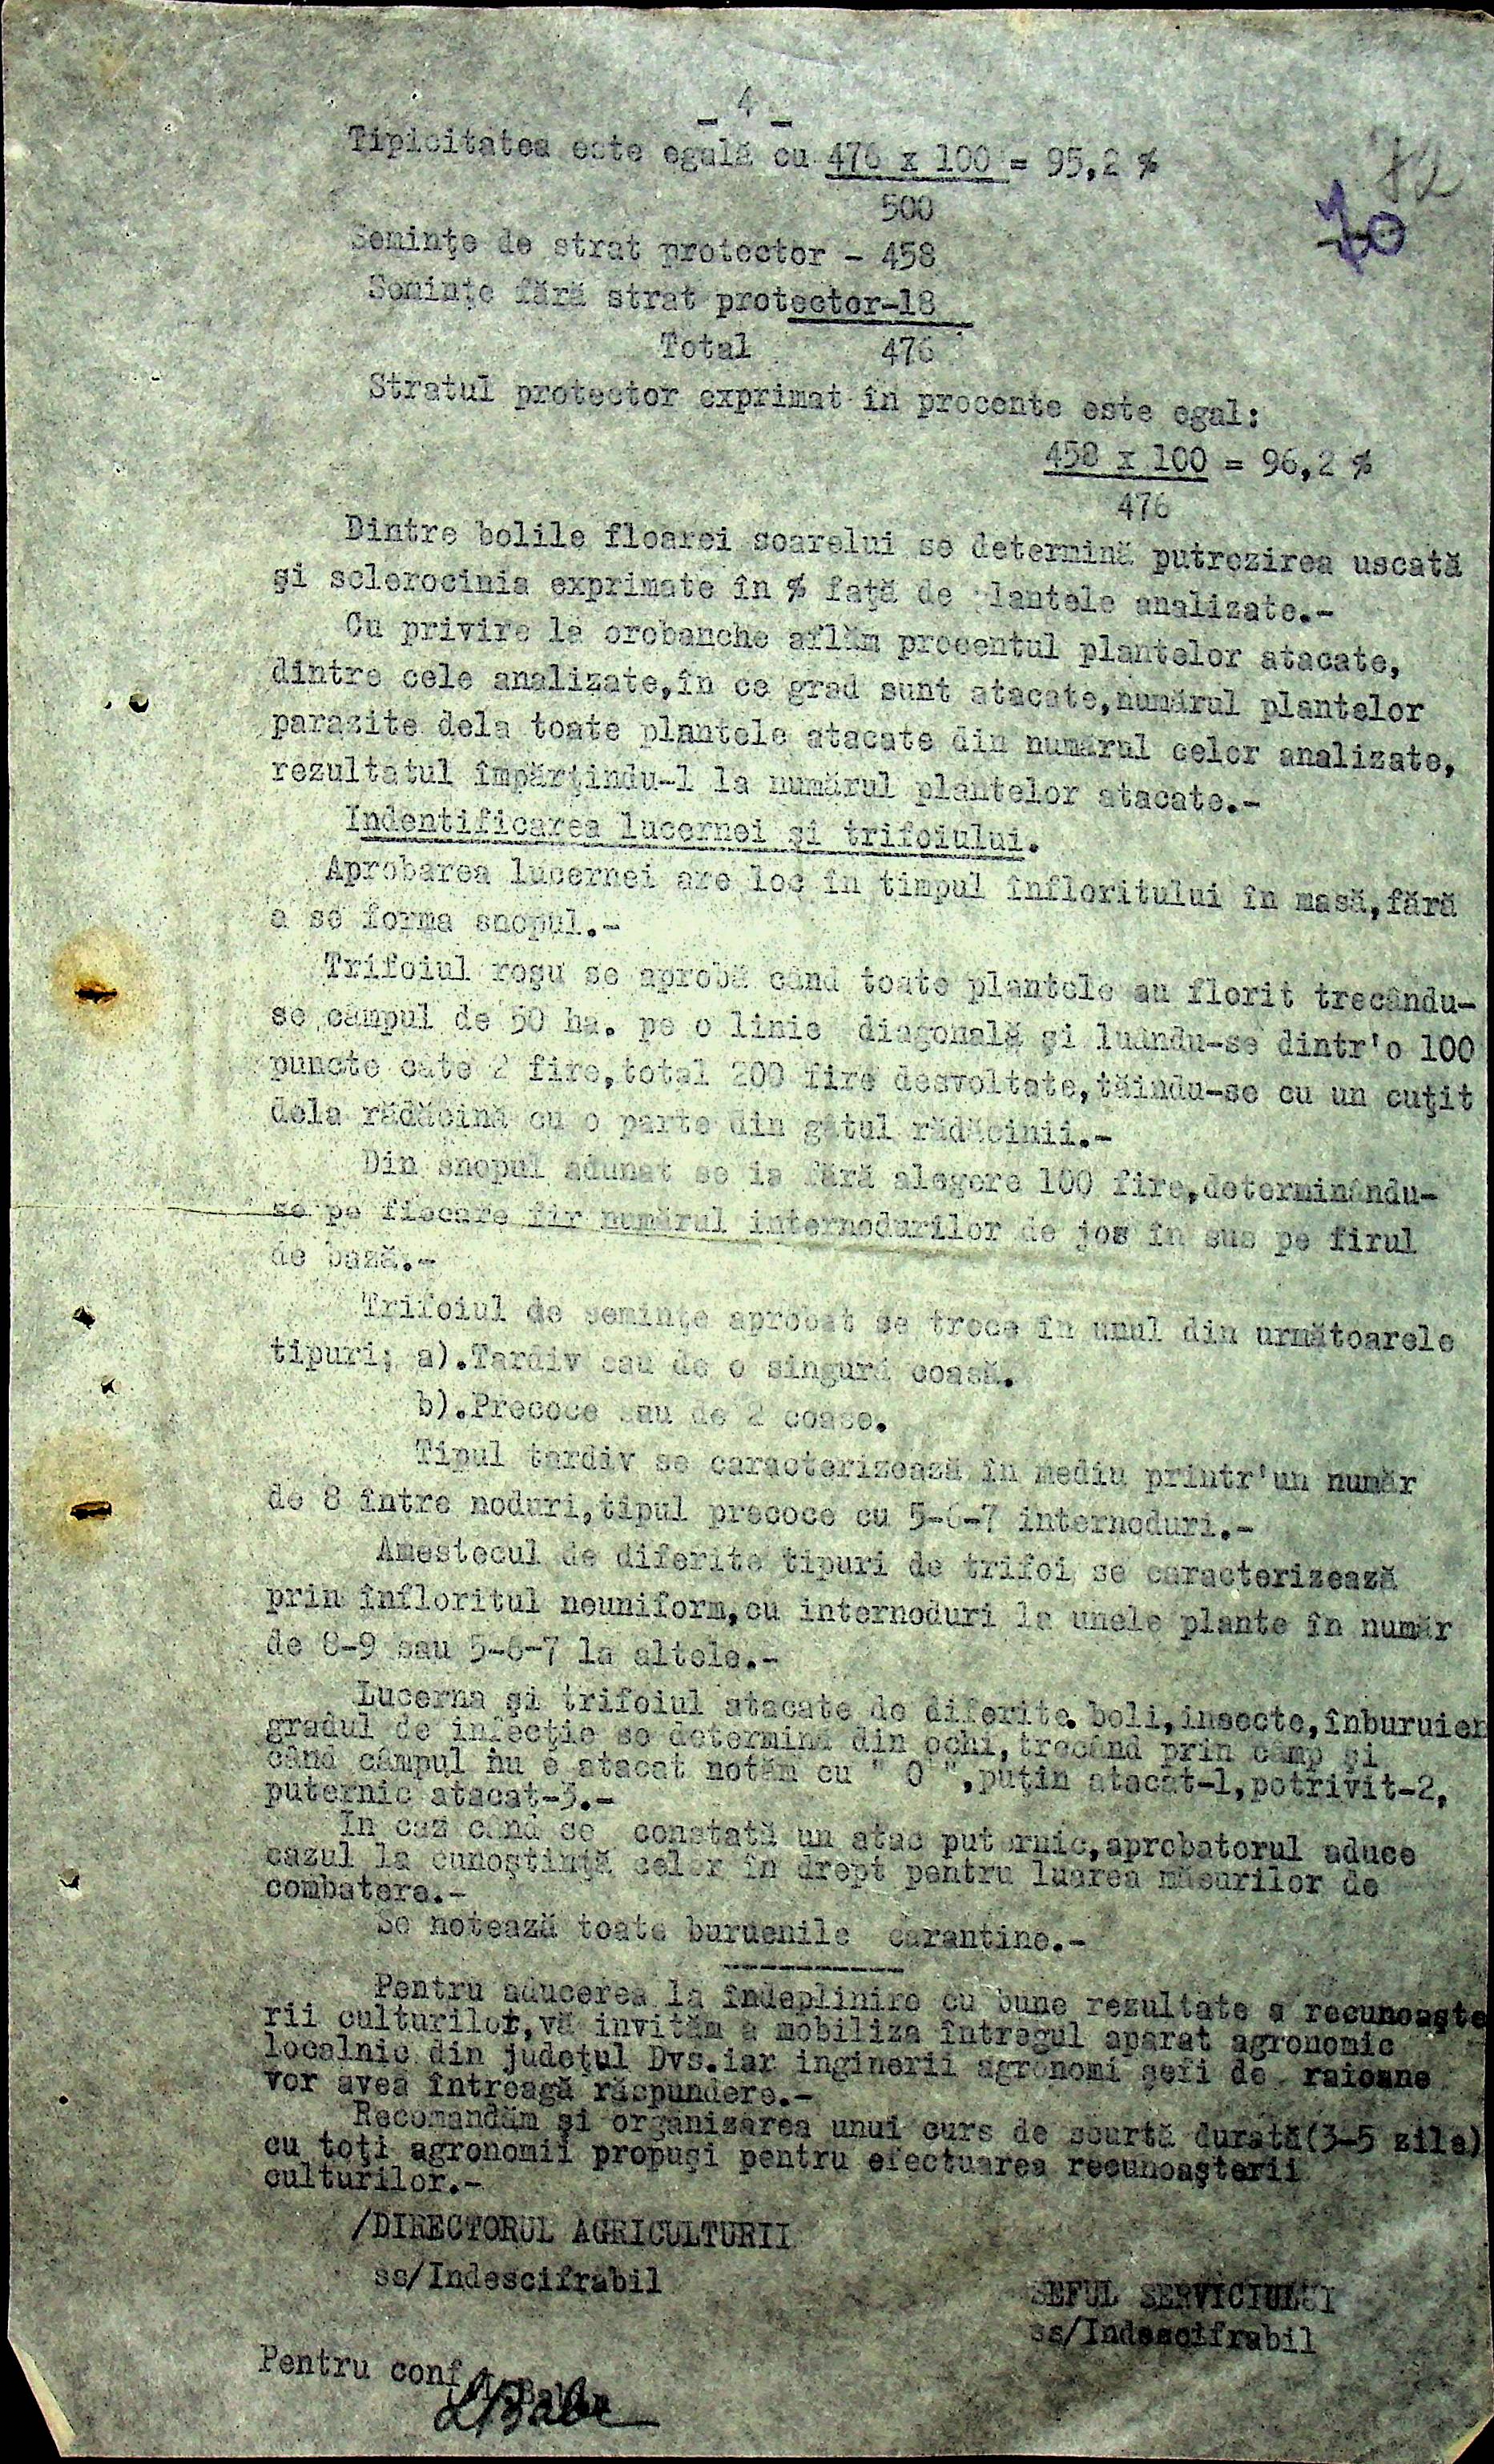 - 4 -
Tipicitatea este egală cu 476 x 100 = 95,2 %
500
72
70
Seminţe de strat protector - 458
Seminţe fără strat protector-18
Total 476
Stratul protector exprimat în procente este egal:
458 x 100 = 96,2 %
476
Dintre bolile floarei soarelui se determină putrezirea uscată
şi sclerocinia exprimate în % faţă de plantele analizate.-
Cu privire la orobanche aflăm procentul plantelor atacate,
dintre cele analizate,în ce grad sunt atacate,numărul plantelor
parazite dela toate plantele atacate din numărul celor analizate,
rezultatul împărţindu-l la numărul plantelor atacate.-
Indentificarea lucernei şi trifoiului.
Aprobarea lucernei are loc în timpul înfloritului în masă,fără
a se forma snopul.-
Trifoiul roşu se aprobă când toate plantele au florit trecându-
se câmpul de 50 ha. pe o linie diagonală şi luându-se dintr'o 100
puncte câte 2 fire,total 200 fire desvoltate,tăindu-se cu un cuţit
dela rădăcină cu o parte din gâtul rădăcinii.-
Din snopul adunat se ia fără alegere 100 fire,determinându-
se pe fiecare fir numărul internodurilor de jos în sus pe firul
de bază.-
Trifoiul de seminţe aprobat se trece în unul din următoarele
tipuri; a).Tardiv sau de o singură coasă.
b).Precoce sau de 2 coase.
Tipul tardiv se caracterizează în mediu printr'un număr
de 8 între noduri,tipul precoce cu 5-6-7 internoduri.-
Amestecul de diferite tipuri de trifoi se caracterizează
prin înfloritul neuniform,cu internoduri la unele plante în număr
de 8-9 sau 5-6-7 la altele.-
Lucerna şi trifoiul atacate de diferite boli,insecte,înburuien
gradul de infecţie se determină din ochi,trecând prin câmp şi
când câmpul nu e atacat notăm cu " 0 ",puţin atacat-1,potrivit-2,
puternic atacat-3.-
In caz când se constată un atac puternic,aprobatorul aduce
cazul la cunoştinţă celor în drept pentru luarea măsurilor de
combatere.-
Se notează toate buruenile carantine.-
Pentru aducerea la îndeplinire cu bune rezultate a recunoaşte
rii culturilor,vă invităm a mobiliza întregul aparat agronomic
localnic din judeţul Dvs.iar inginerii agronomi şefi de raioane
vor avea întreagă răspundere.-
Recomandăm şi organizarea unui curs de scurtă durată(3-5 zile)
cu toţi agronomii propuşi pentru efectuarea recunoaşterii
culturilor.-
/DIRECTORUL AGRICULTURII
ss/Indescifrabil
SEFUL SERVICIULUI
ss/Indescifrabil
Pentru conf.